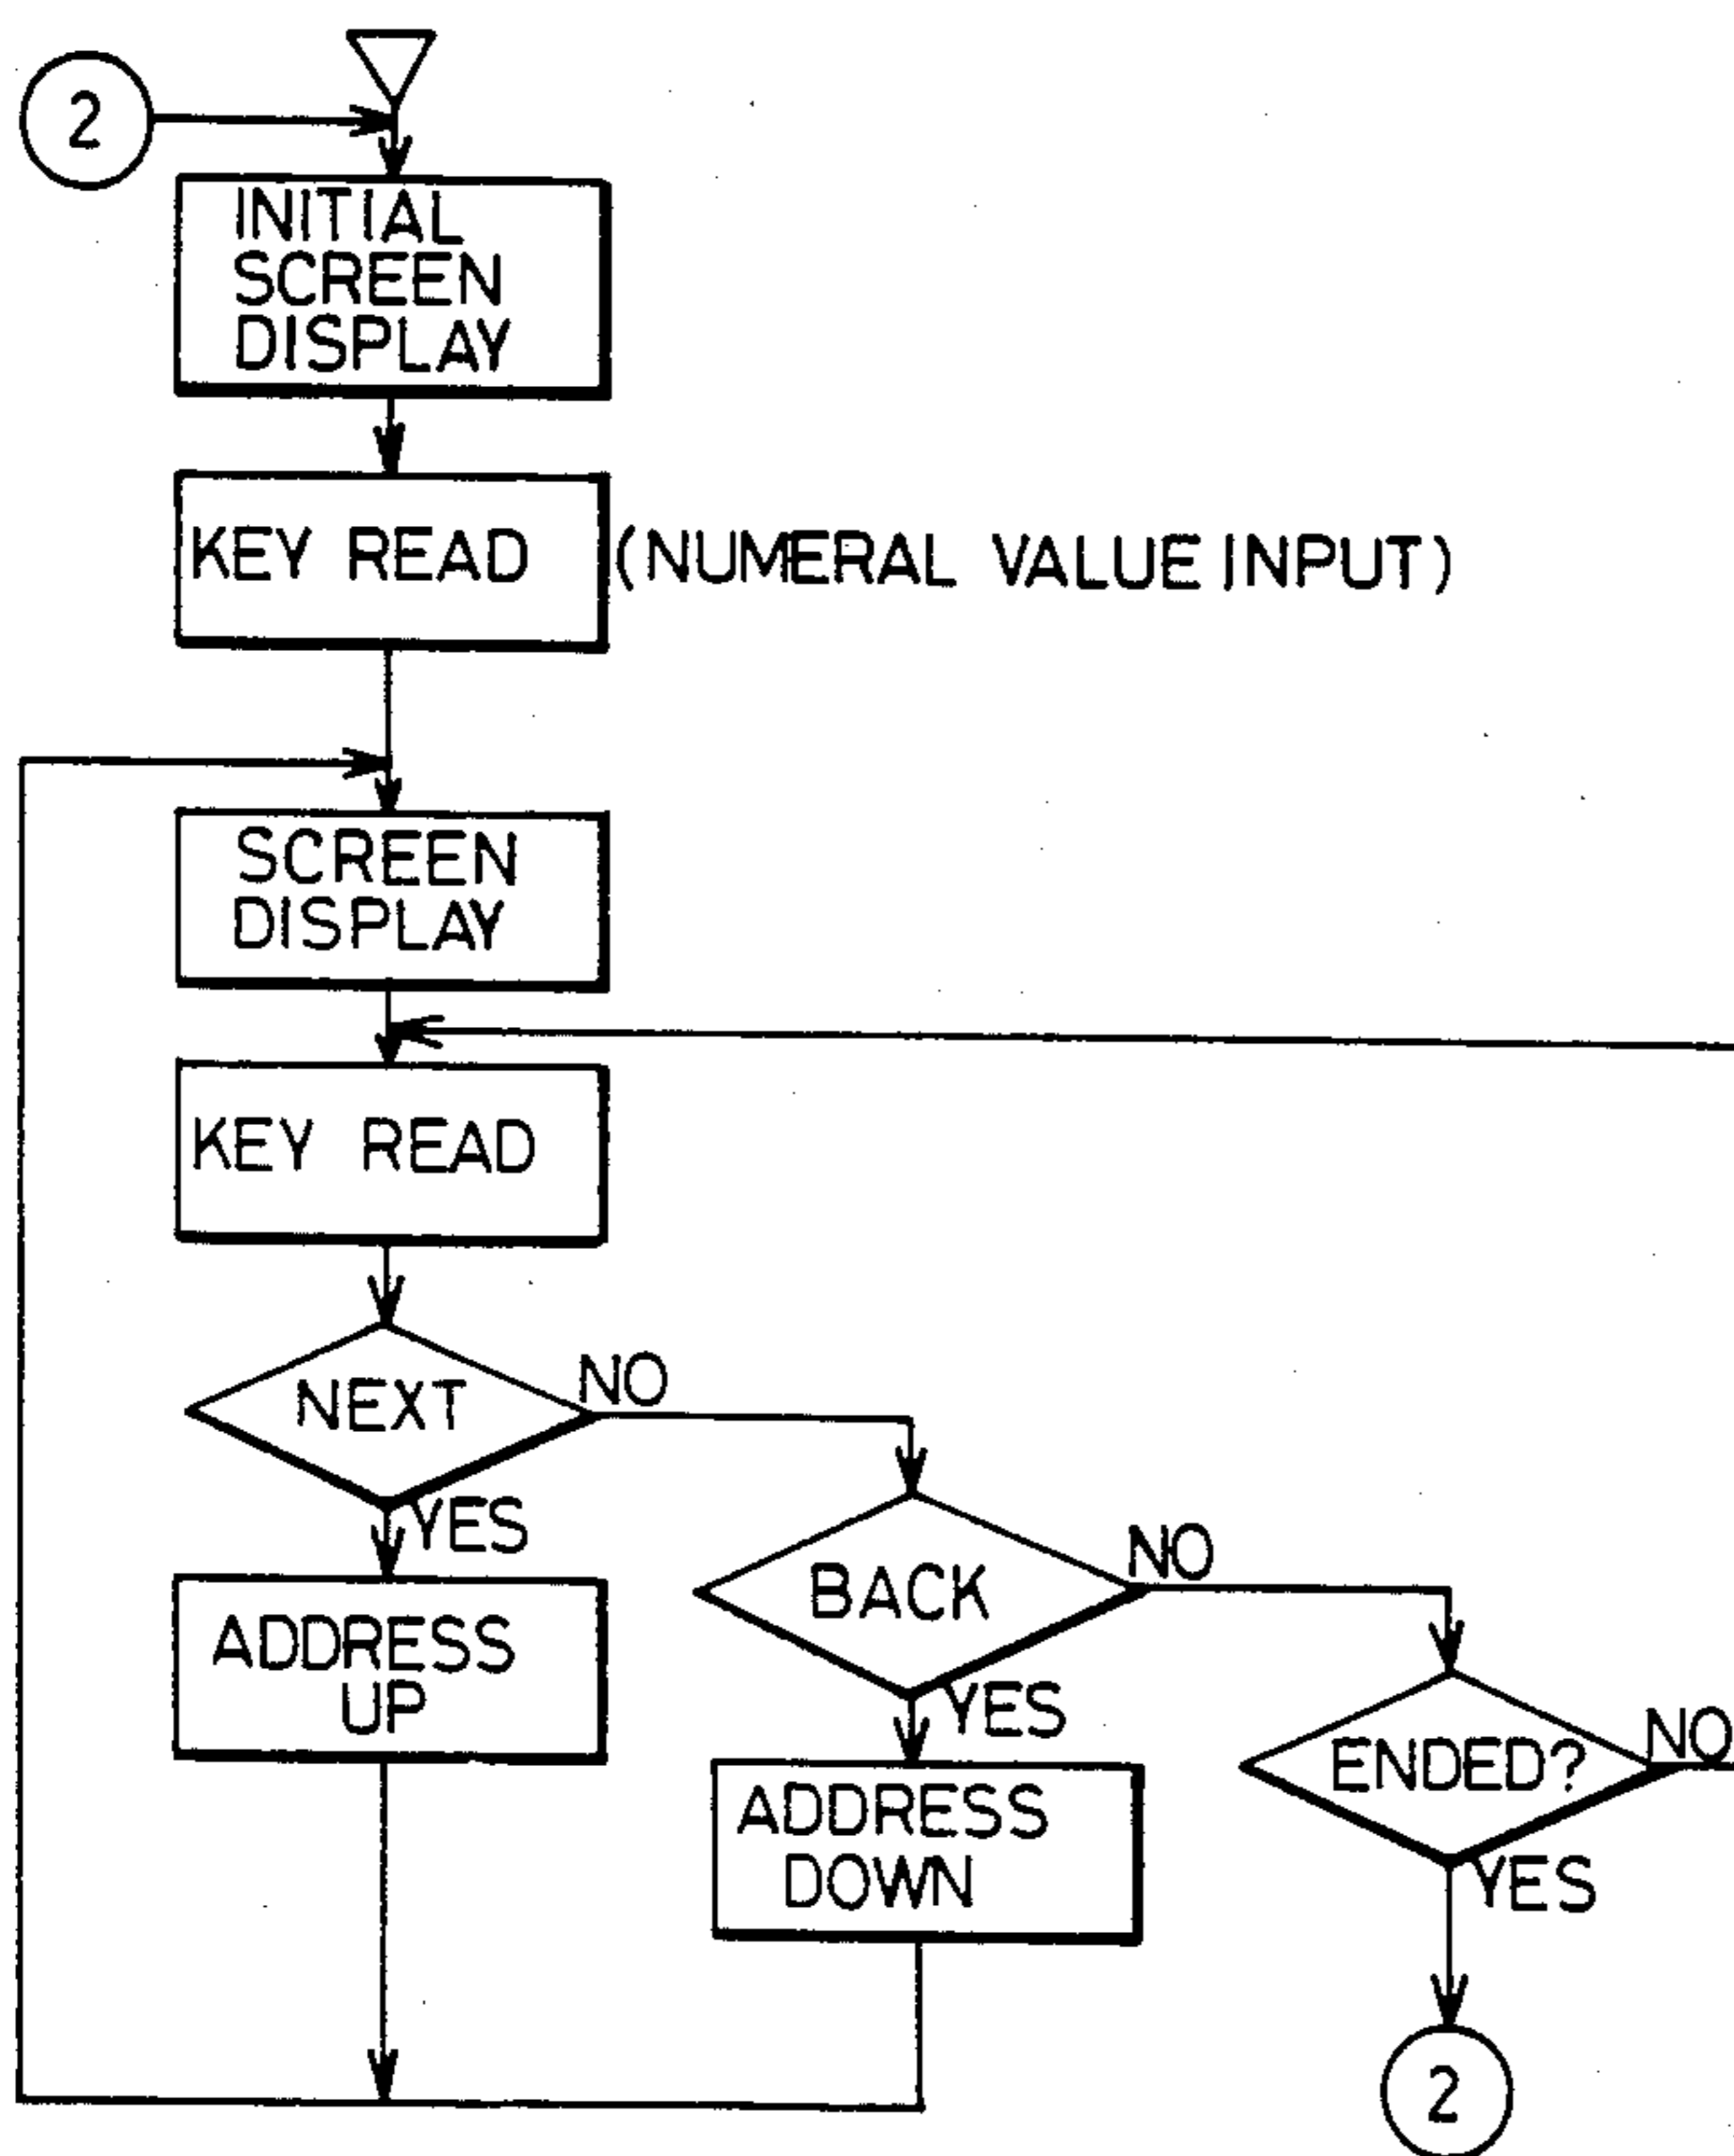 2
INITIAL
SCREEN
DISPLAY
KEY READ
(NUMERAL VALUE INPUT)
SCREEN
DISPLAY
KEY READ
NEXT
NO
YES
BACK
NO
YES
ADDRESS
UP
ENDED?
NO
YES
ADDRESS
DOWN
2